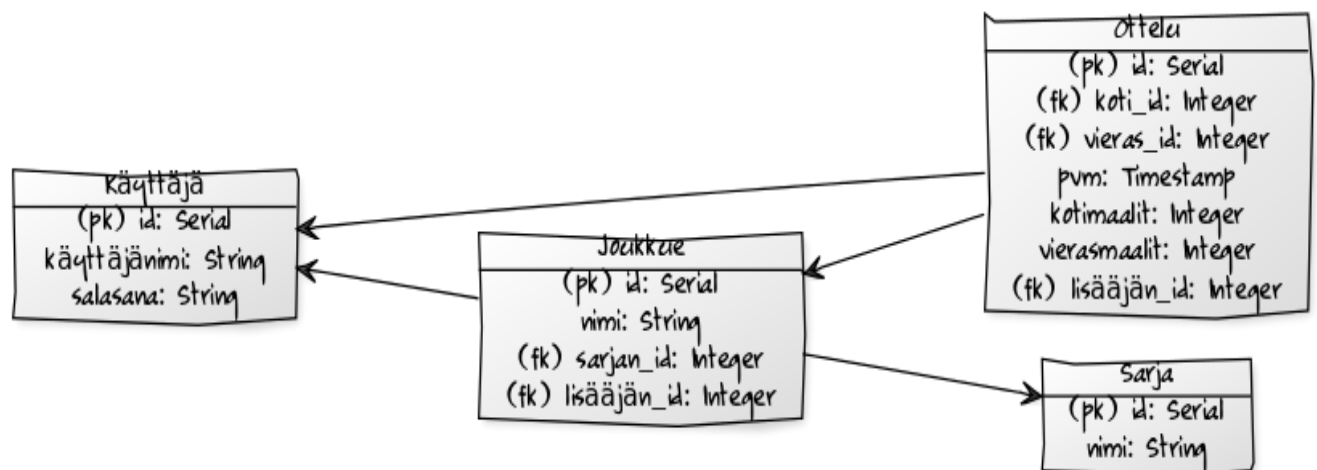 Käyttäjä
(pk) id: Serial
käyttäjänimi: String
salasana: String
Joukkue
(pk) id: Serial
nimi: String
(fk) sarjan_id: Integer
(fk) lisääjän_id: Integer
Ottelu
(pk) id: Serial
(fk) koti_id: Integer
(fk) vieras_id: Integer
pvm: Timestamp
kotimaalit: Integer
vierasmaalit: Integer
(fk) lisääjän_id: Integer
Sarja
(pk) id: Serial
nimi: String